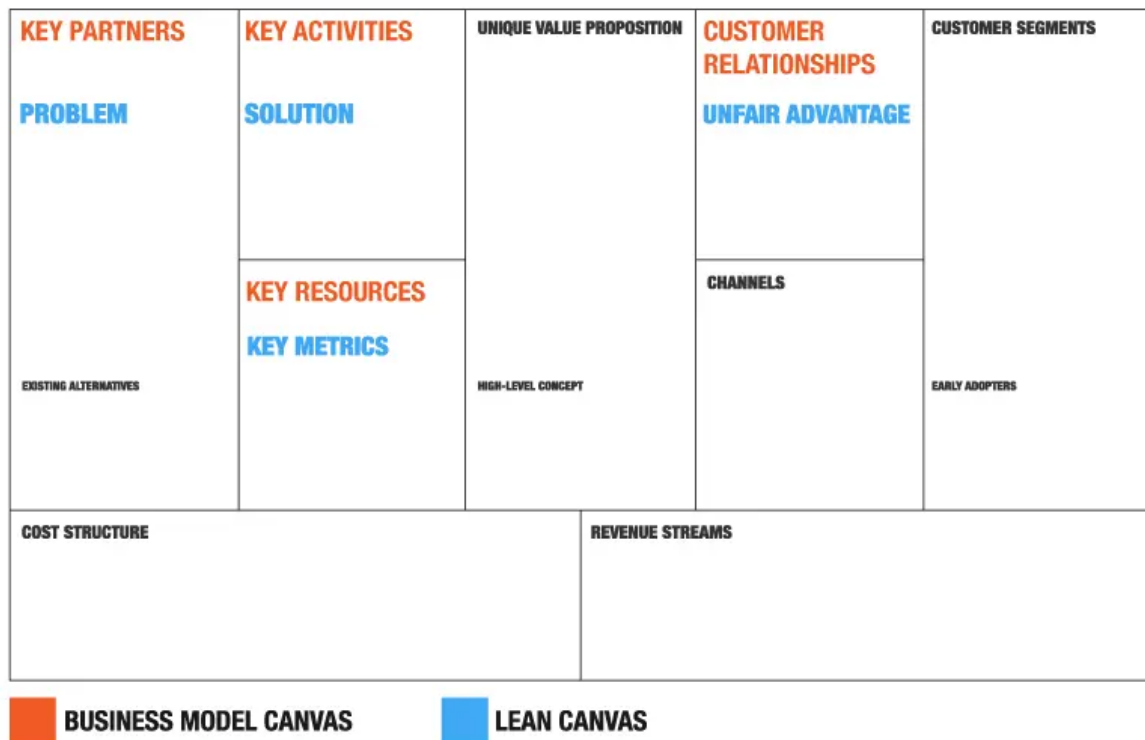 KEY PARTNERS
PROBLEM
EXISTING ALTERNATIVES
KEY ACTIVITIES
SOLUTION
KEY RESOURCES
KEY METRICS
UNIQUE VALUE PROPOSITION
HIGH-LEVEL CONCEPT
CUSTOMER
RELATIONSHIPS
UNFAIR ADVANTAGE
CHANNELS
CUSTOMER SEGMENTS
EARLY ADOPTERS
COST STRUCTURE
REVENUE STREAMS
BUSINESS MODEL CANVAS
LEAN CANVAS